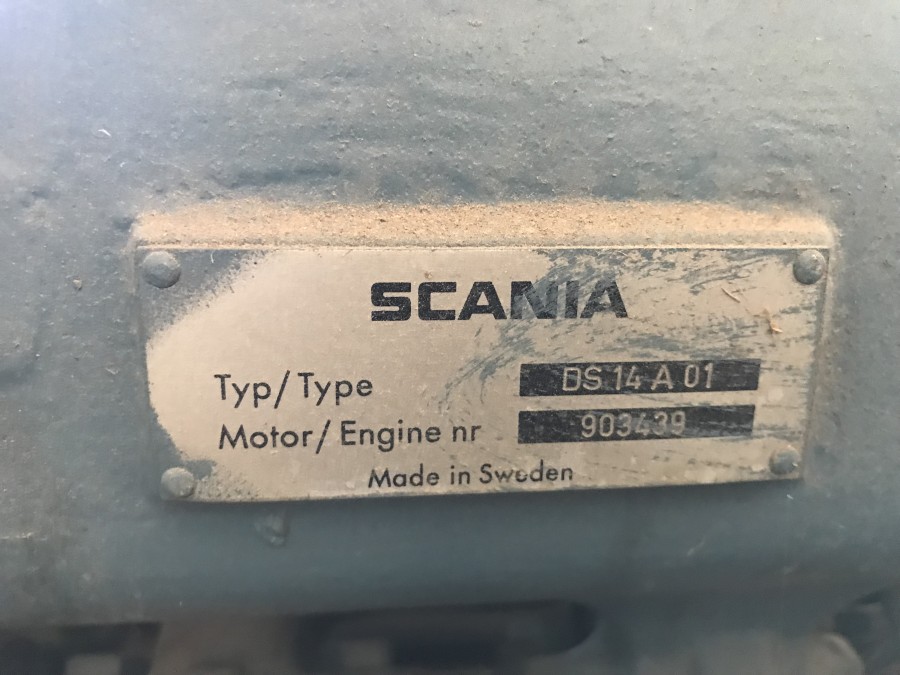 SCANIA
Typ/Type DS 14 A 01
Motor/Engine nr 903439
Made in Sweden